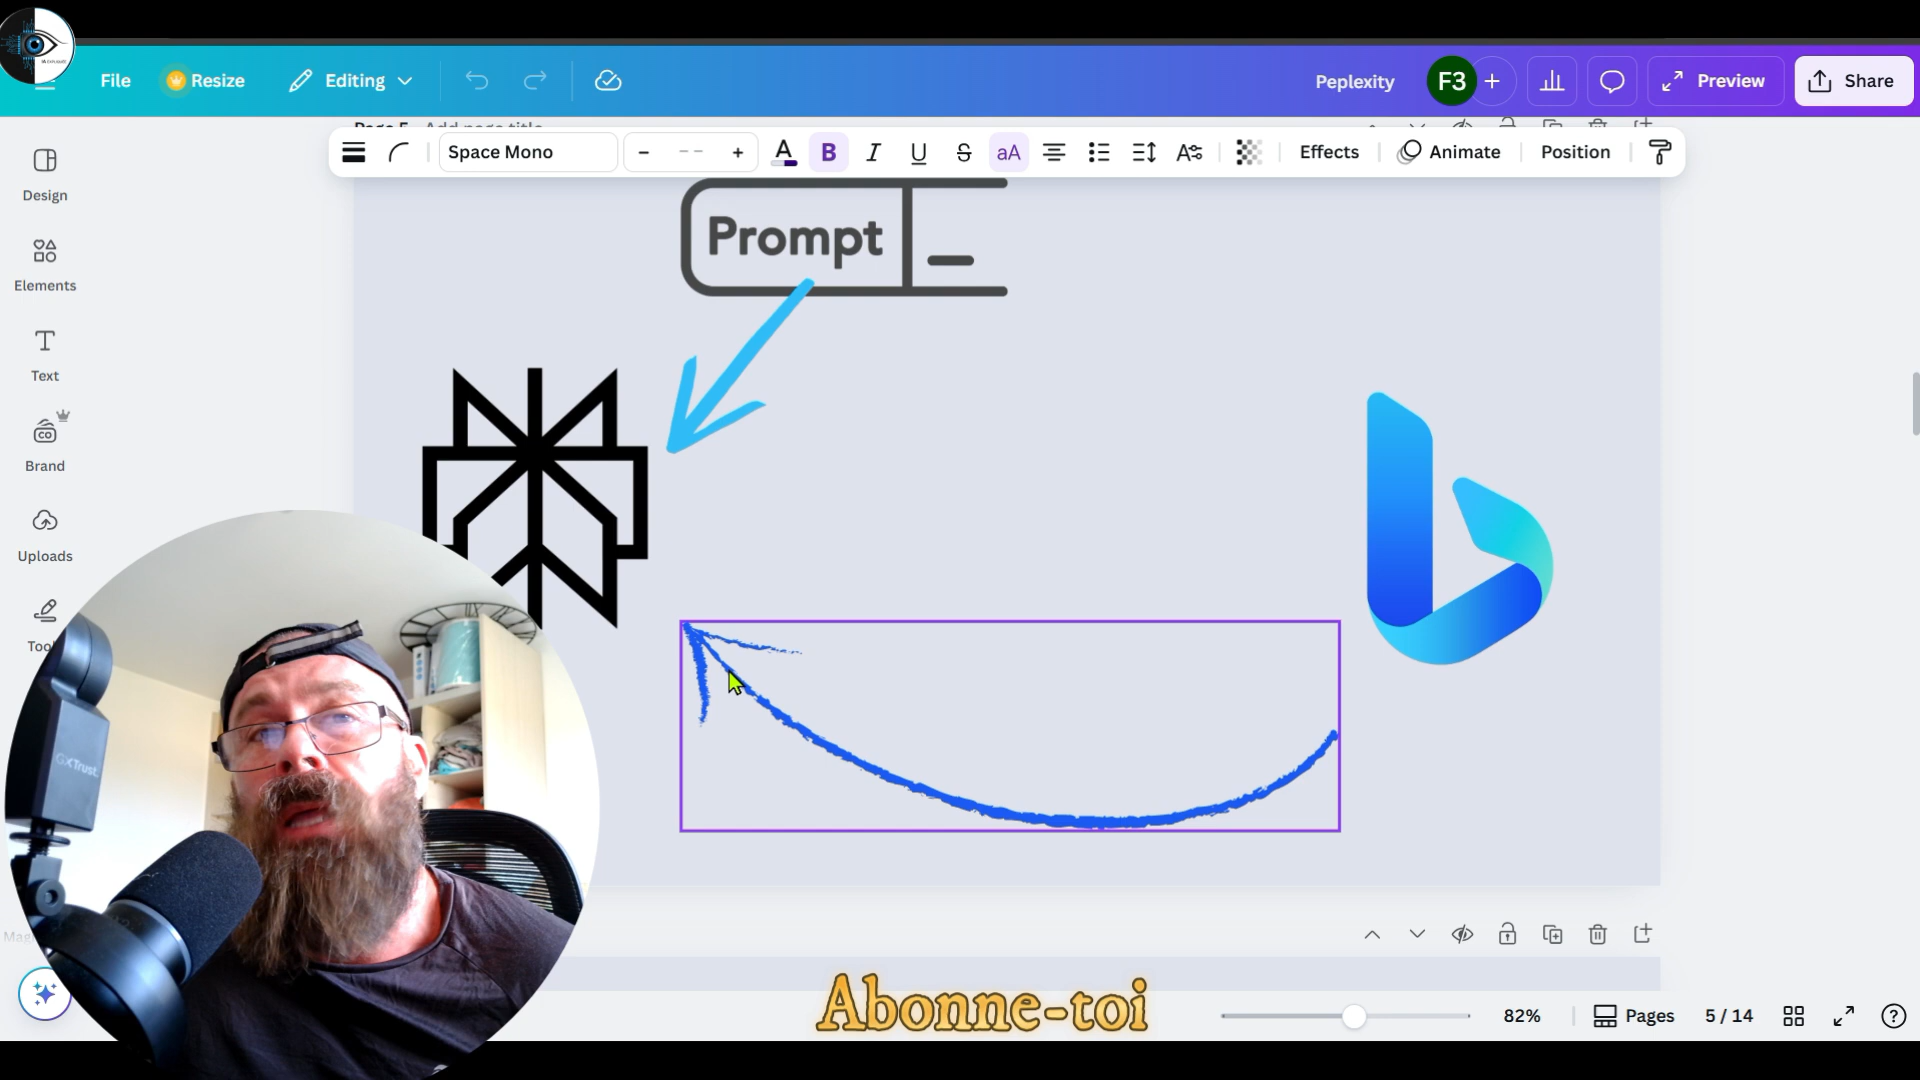 File
Resize
Editing
Peplexity
F3
+
Preview
Share
Space Mono
– -- +
A
B
I
U
S
aA
Effects
Animate
Position
Design
Elements
Text
Brand
Uploads
Prompt
GXTrust
Abonne-toi
82%
Pages
5 / 14
?